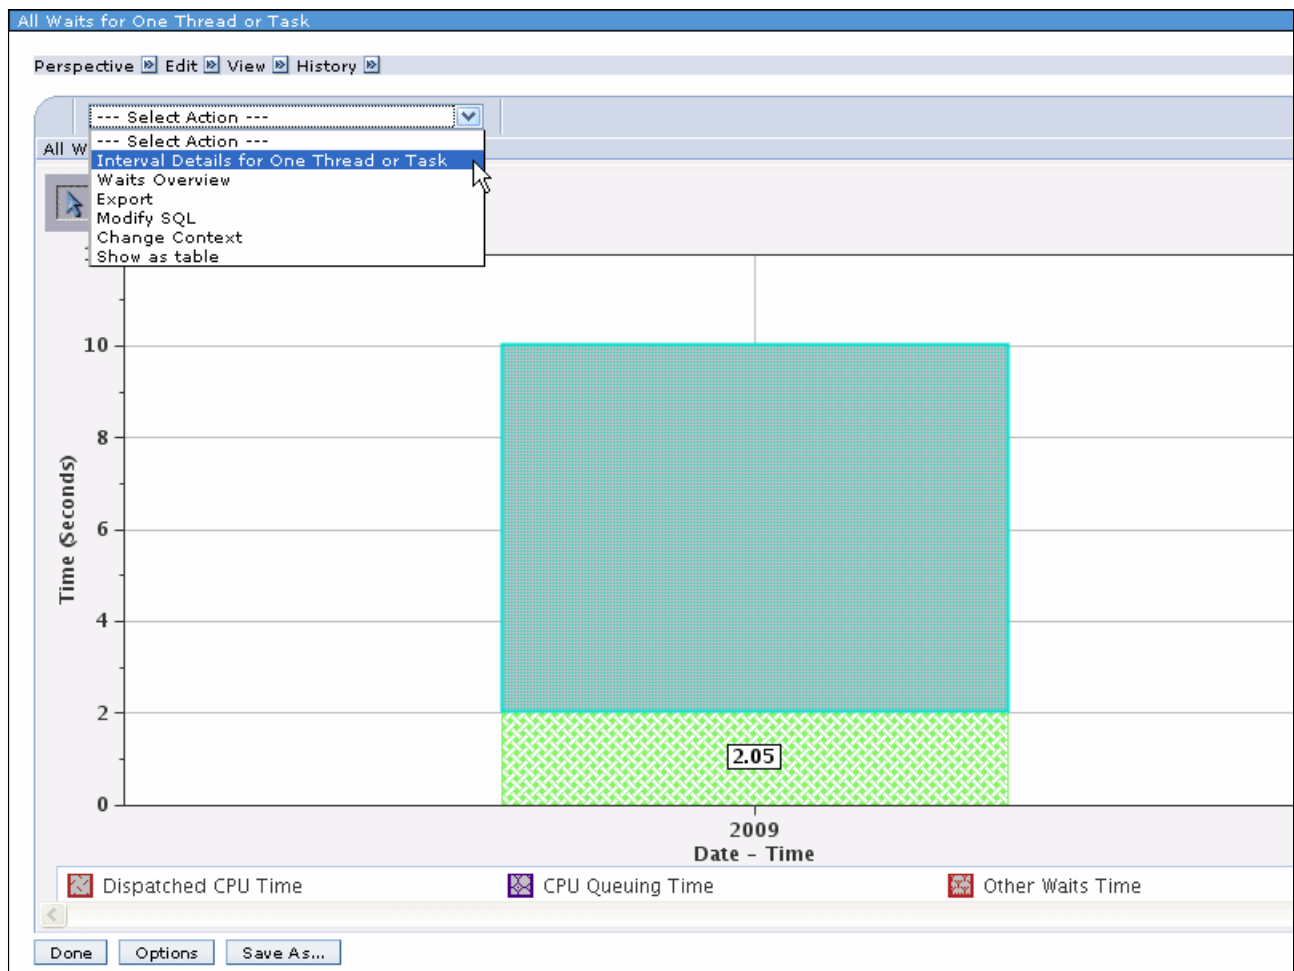 All Waits for One Thread or Task
Perspective Edit View History
--- Select Action ---
All W
--- Select Action ---
Interval Details for One Thread or Task
Waits Overview
Export
Modify SQL
Change Context
Show as table
10
8
6
4
2
0
Time (Seconds)
2.05
2009
Date - Time
Dispatched CPU Time CPU Queuing Time Other Waits Time
Done Options Save As...